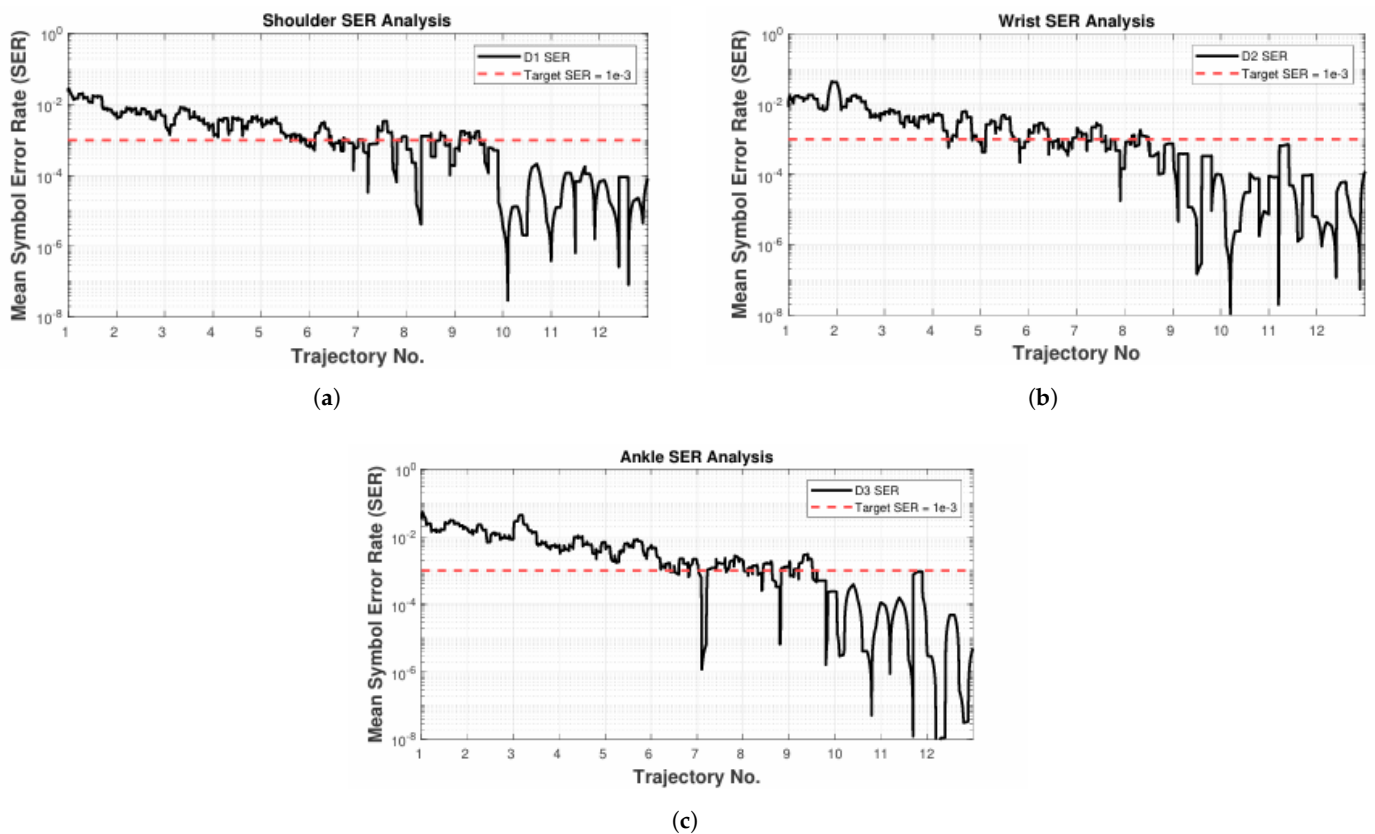 Shoulder SER Analysis
Mean Symbol Error Rate (SER)
10^0
10^-2
10^-4
10^-6
10^-8
D1 SER
Target SER = 1e-3
1 2 3 4 5 6 7 8 9 10 11 12
Trajectory No.
(a)
Wrist SER Analysis
Mean Symbol Error Rate (SER)
10^0
10^-2
10^-4
10^-6
10^-8
D2 SER
Target SER = 1e-3
1 2 3 4 5 6 7 8 9 10 11 12
Trajectory No
(b)
Ankle SER Analysis
Mean Symbol Error Rate (SER)
10^0
10^-2
10^-4
10^-6
10^-8
D3 SER
Target SER = 1e-3
1 2 3 4 5 6 7 8 9 10 11 12
Trajectory No.
(c)